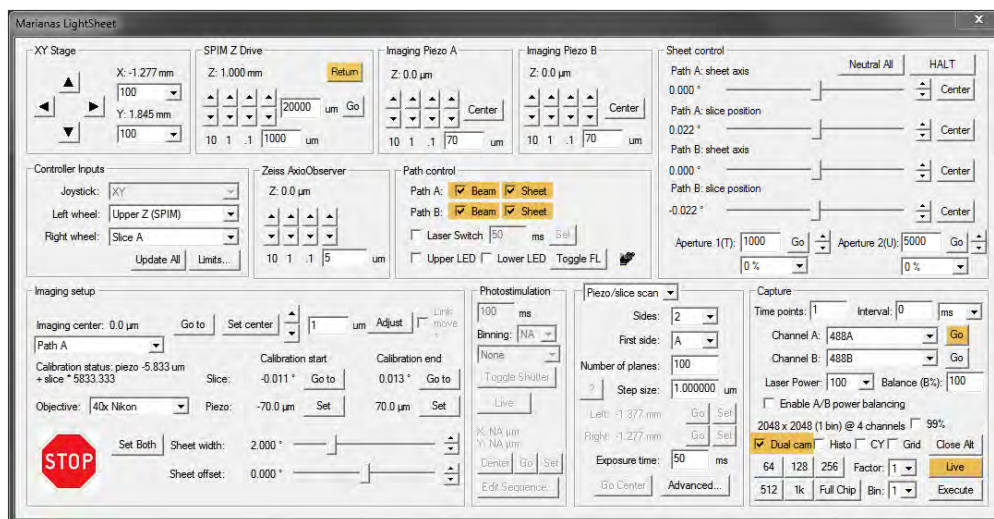 Marianas LightSheet
x
XY Stage
X: -1.277 mm
100
Y: 1.845 mm
100
SPIM Z Drive
Z: 1.000 mm
Return
20000 um Go
10 1 .1 1000 um
Imaging Piezo A
Z: 0.0 µm
Center
10 1 .1 70 um
Imaging Piezo B
Z: 0.0 µm
Center
10 1 .1 70 um
Sheet control
Neutral All HALT
Path A: sheet axis
0.000 ° Center
Path A: slice position
0.022 ° Center
Path B: sheet axis
0.000 ° Center
Path B: slice position
-0.022 ° Center
Aperture 1(T): 1000 Go Aperture 2(U): 5000 Go
0 % 0 %
Controller Inputs
Joystick: XY
Left wheel: Upper Z (SPIM)
Right wheel: Slice A
Update All Limits...
Zeiss AxioObserver
Z: 0.0 µm
10 1 .1 5 um
Path control
Path A: Beam Sheet
Path B: Beam Sheet
Laser Switch 50 ms Sel
Upper LED Lower LED Toggle FL
Imaging setup
Imaging center: 0.0 µm Go to Set center 1 um Adjust Link move
Path A
Calibration status: piezo -5.833 um
+ slice * 5833.333
Calibration start Calibration end
Slice: -0.011 ° Go to 0.013 ° Go to
Objective: 40x Nikon Piezo: -70.0 µm Set 70.0 µm Set
STOP
Set Both Sheet width: 2.000 °
Sheet offset: 0.000 °
Photostimulation
100 ms
Binning: NA
None
Toggle Shutter
Live
X: NA µm
Y: NA µm
Center Go Set
Edit Sequence...
Piezo/slice scan
Sides: 2
First side: A
Number of planes: 100
? Step size: 1.000000 um
Left: -1.377 mm Go Set
Right: -1.277 mm Go Set
Exposure time: 50 ms
Go Center Advanced...
Capture
Time points: 1 Interval: 0 ms
Channel A: 488A Go
Channel B: 488B Go
Laser Power: 100 Balance (B%): 100
Enable A/B power balancing
2048 x 2048 (1 bin) @ 4 channels 99%
Dual cam Histo CY Grid Close Alt
64 128 256 Factor: 1 Live
512 1k Full Chip Bin: 1 Execute